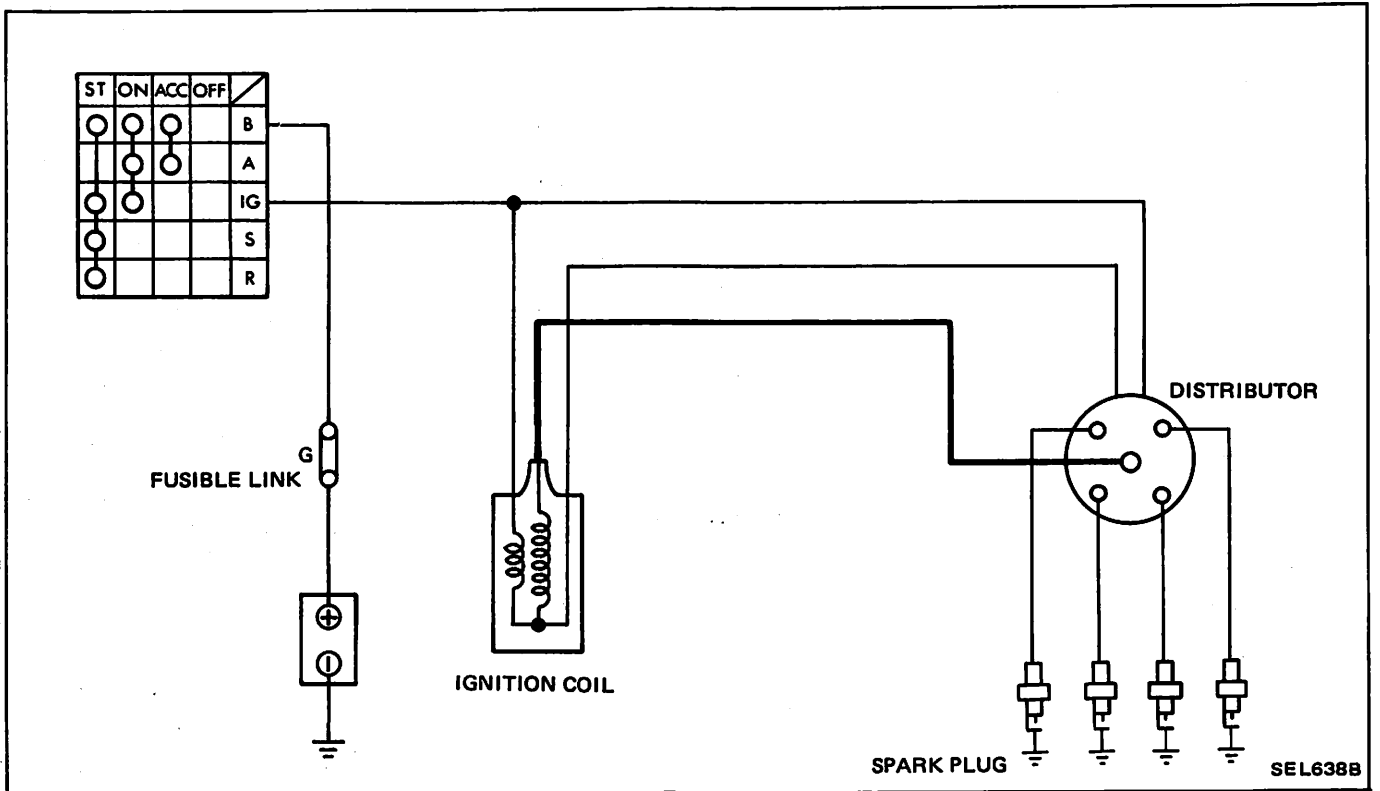 ST ON ACC OFF
B
A
IG
S
R
DISTRIBUTOR
G
FUSIBLE LINK
IGNITION COIL
SPARK PLUG
SEL638B